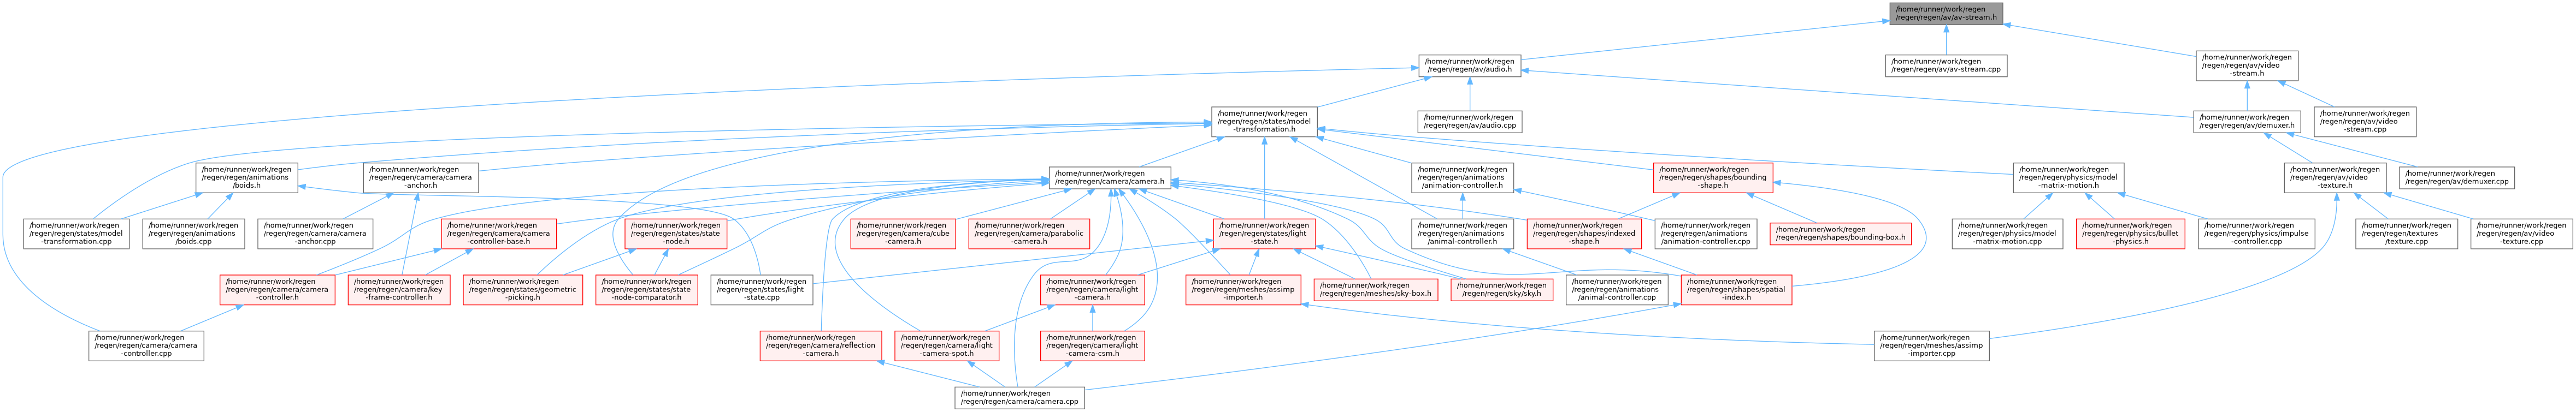 /home/runner/work/regen
/regen/regen/av/av-stream.h
/home/runner/work/regen
/regen/regen/av/audio.h
/home/runner/work/regen
/regen/regen/av/av-stream.cpp
/home/runner/work/regen
/regen/regen/av/video
-stream.h
/home/runner/work/regen
/regen/regen/states/model
-transformation.h
/home/runner/work/regen
/regen/regen/av/audio.cpp
/home/runner/work/regen
/regen/regen/av/demuxer.h
/home/runner/work/regen
/regen/regen/av/video
-stream.cpp
/home/runner/work/regen
/regen/regen/animations
/boids.h
/home/runner/work/regen
/regen/regen/camera/camera
-anchor.h
/home/runner/work/regen
/regen/regen/camera/camera.h
/home/runner/work/regen
/regen/regen/animations
/animation-controller.h
/home/runner/work/regen
/regen/regen/shapes/bounding
-shape.h
/home/runner/work/regen
/regen/regen/physics/model
-matrix-motion.h
/home/runner/work/regen
/regen/regen/av/video
-texture.h
/home/runner/work/regen
/regen/regen/av/demuxer.cpp
/home/runner/work/regen
/regen/regen/states/model
-transformation.cpp
/home/runner/work/regen
/regen/regen/animations
/boids.cpp
/home/runner/work/regen
/regen/regen/camera/camera
-anchor.cpp
/home/runner/work/regen
/regen/regen/camera/camera
-controller-base.h
/home/runner/work/regen
/regen/regen/states/state
-node.h
/home/runner/work/regen
/regen/regen/camera/cube
-camera.h
/home/runner/work/regen
/regen/regen/camera/parabolic
-camera.h
/home/runner/work/regen
/regen/regen/states/light
-state.h
/home/runner/work/regen
/regen/regen/animations
/animal-controller.h
/home/runner/work/regen
/regen/regen/shapes/indexed
-shape.h
/home/runner/work/regen
/regen/regen/animations
/animation-controller.cpp
/home/runner/work/regen
/regen/regen/shapes/bounding-box.h
/home/runner/work/regen
/regen/regen/physics/model
-matrix-motion.cpp
/home/runner/work/regen
/regen/regen/physics/bullet
-physics.h
/home/runner/work/regen
/regen/regen/physics/impulse
-controller.cpp
/home/runner/work/regen
/regen/regen/textures
/texture.cpp
/home/runner/work/regen
/regen/regen/av/video
-texture.cpp
/home/runner/work/regen
/regen/regen/camera/camera
-controller.h
/home/runner/work/regen
/regen/regen/camera/key
-frame-controller.h
/home/runner/work/regen
/regen/regen/states/geometric
-picking.h
/home/runner/work/regen
/regen/regen/states/state
-node-comparator.h
/home/runner/work/regen
/regen/regen/states/light
-state.cpp
/home/runner/work/regen
/regen/regen/camera/light
-camera.h
/home/runner/work/regen
/regen/regen/meshes/assimp
-importer.h
/home/runner/work/regen
/regen/regen/meshes/sky-box.h
/home/runner/work/regen
/regen/regen/sky/sky.h
/home/runner/work/regen
/regen/regen/animations
/animal-controller.cpp
/home/runner/work/regen
/regen/regen/shapes/spatial
-index.h
/home/runner/work/regen
/regen/regen/camera/camera
-controller.cpp
/home/runner/work/regen
/regen/regen/camera/reflection
-camera.h
/home/runner/work/regen
/regen/regen/camera/light
-camera-spot.h
/home/runner/work/regen
/regen/regen/camera/light
-camera-csm.h
/home/runner/work/regen
/regen/regen/meshes/assimp
-importer.cpp
/home/runner/work/regen
/regen/regen/camera/camera.cpp